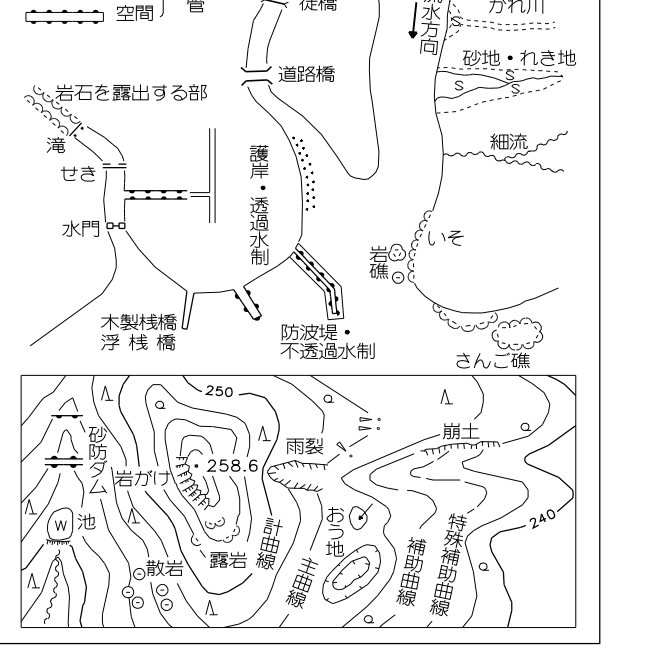 空間
管
徒橋
流水方向
かれ川
道路橋
砂地・れき地
S
S
S
岩石を露出する部
滝
せき
護岸・透過水制
細流
水門
いそ
岩礁
木製桟橋
浮桟橋
防波堤・
不透過水制
さんご礁
250
砂防ダム
雨裂
崩土
岩がけ
258.6
W
池
おう地
240
計曲線
主曲線
補助曲線
特殊補助曲線
散岩
露岩